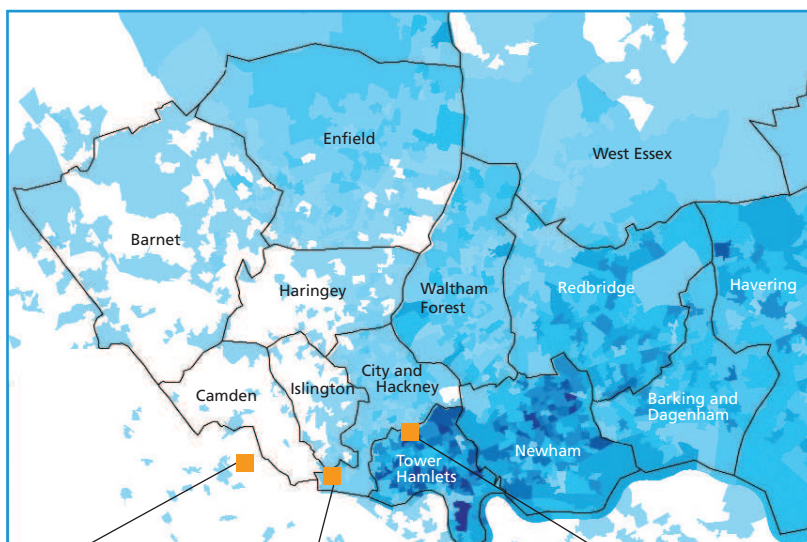 Enfield
West Essex
Barnet
Haringey
Waltham
Forest
Redbridge
Havering
City and
Hackney
Camden
Islington
Barking and
Dagenham
Newham
Tower
Hamlets